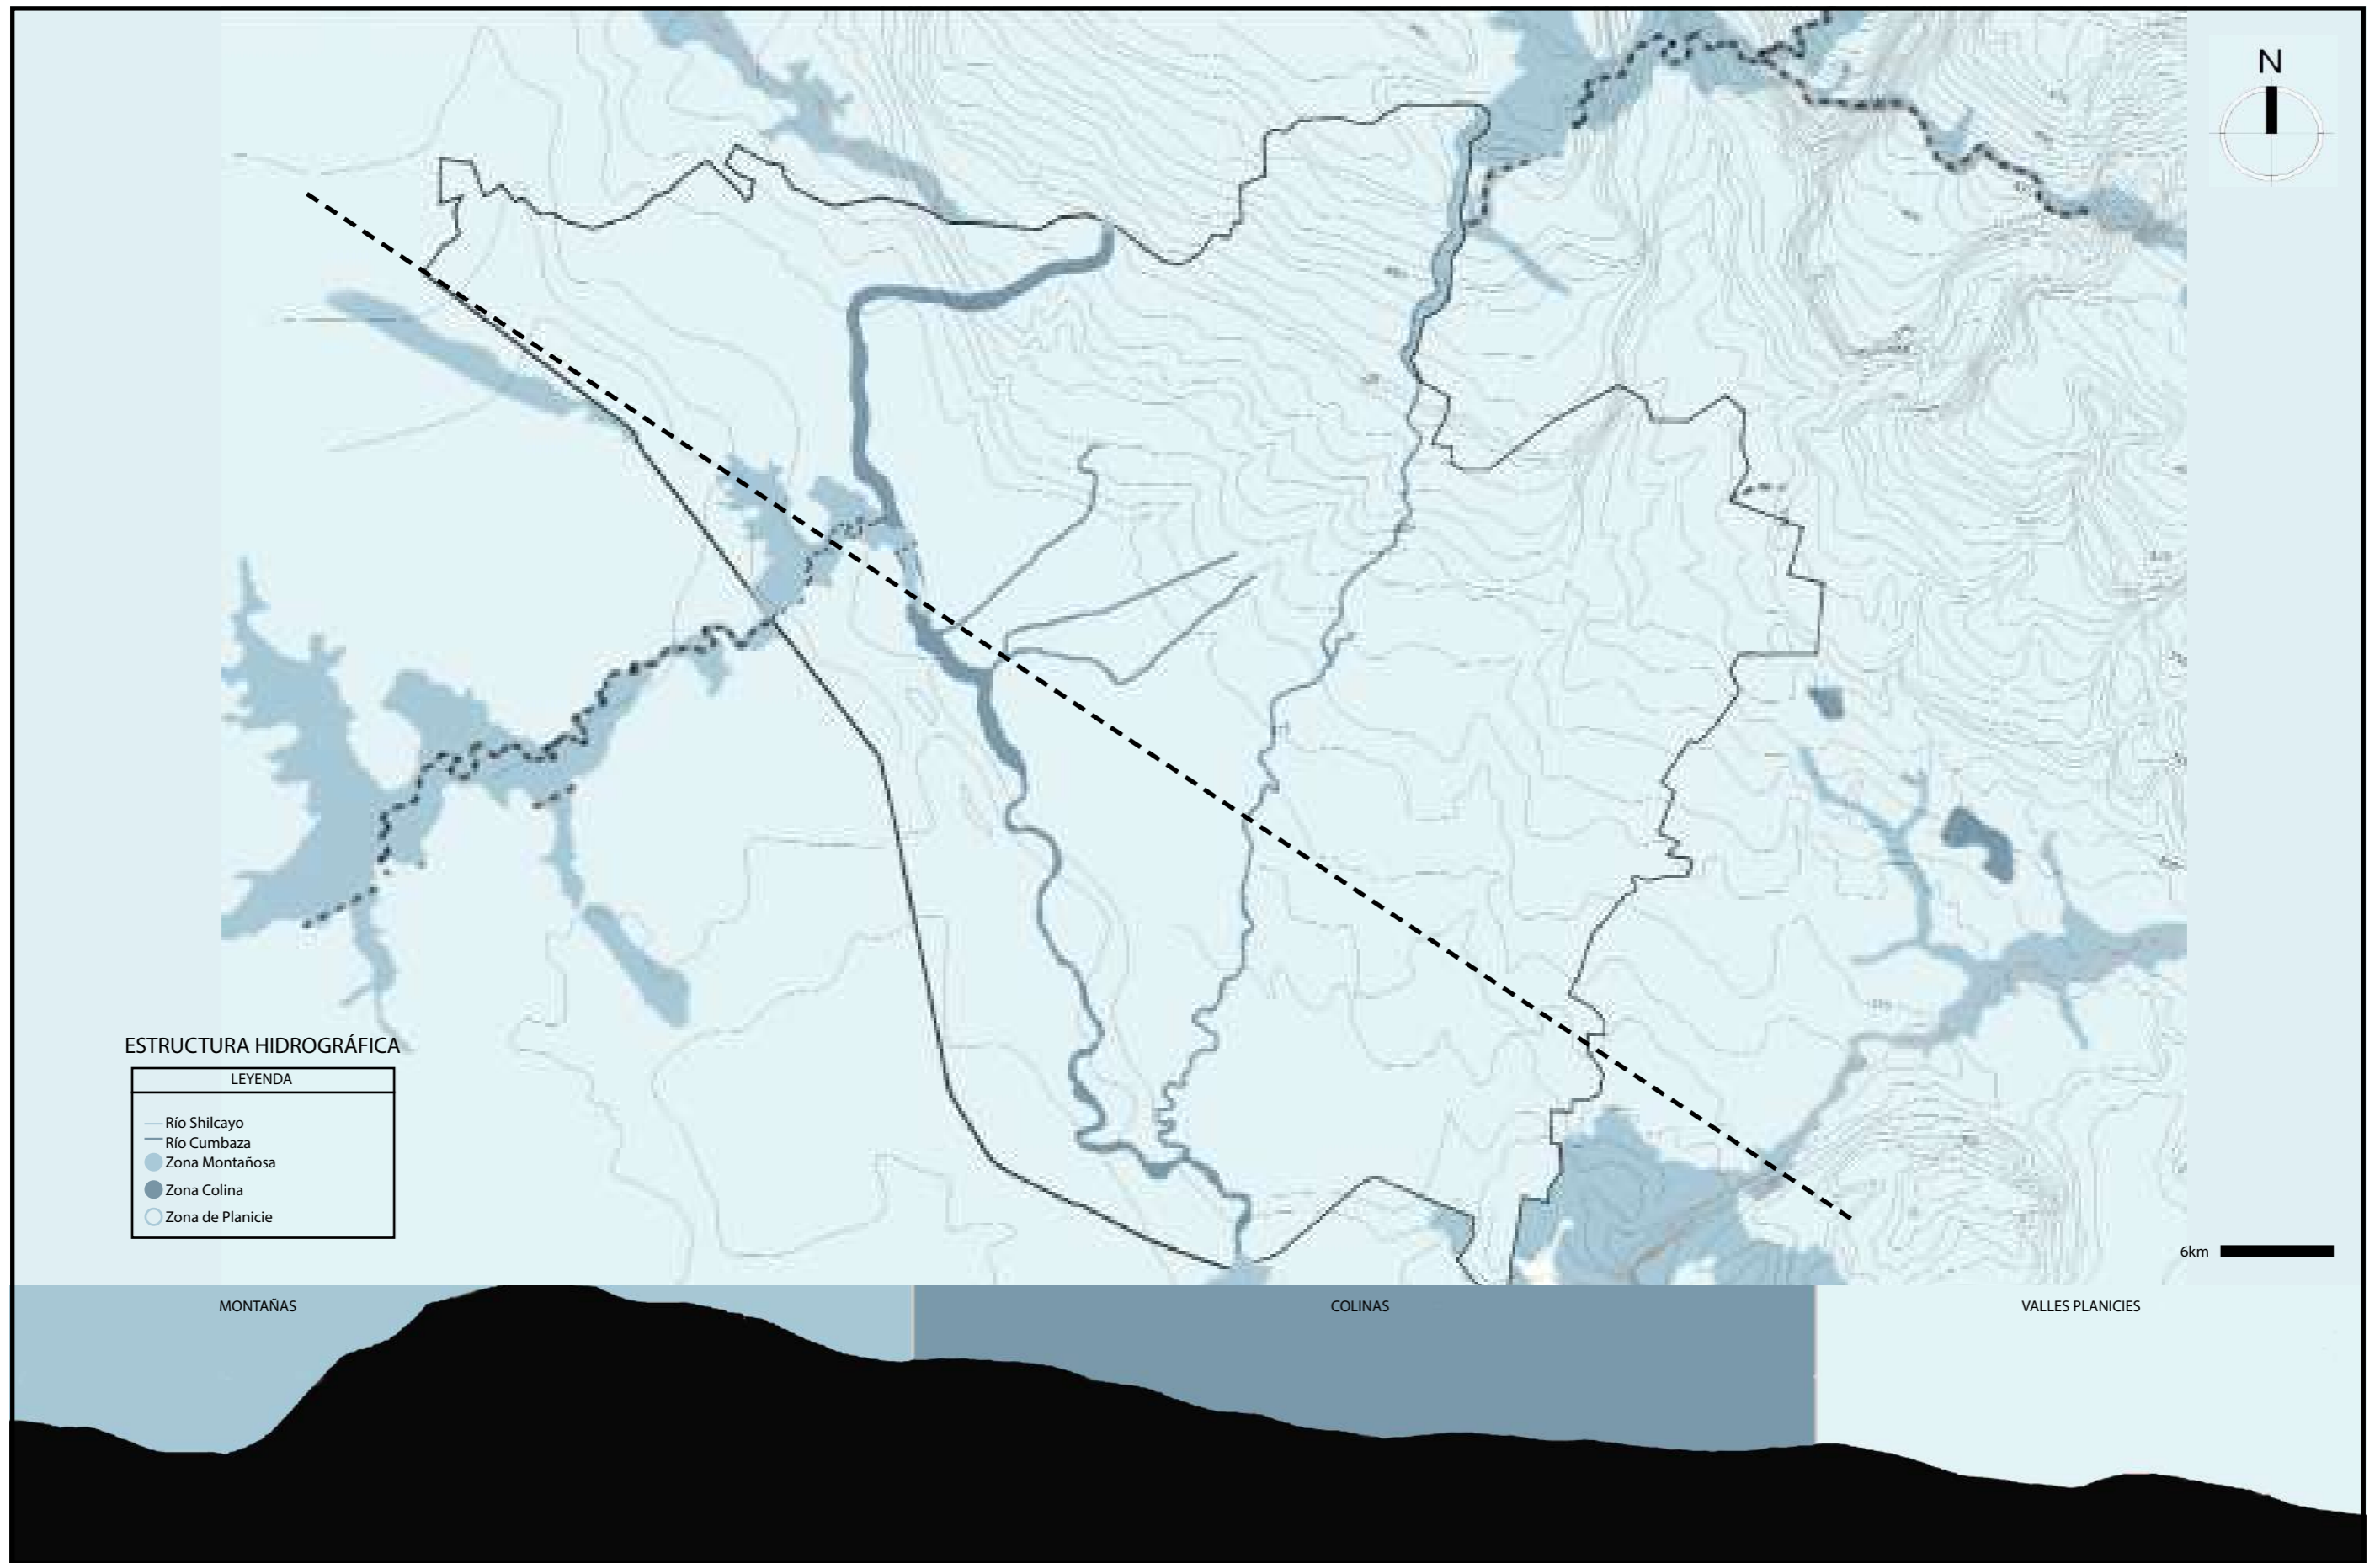 N
ESTRUCTURA HIDROGRÁFICA
LEYENDA
Río Shilcayo
Río Cumbaza
Zona Montañosa
Zona Colina
Zona de Planicie
6km
MONTAÑAS
COLINAS
VALLES PLANICIES